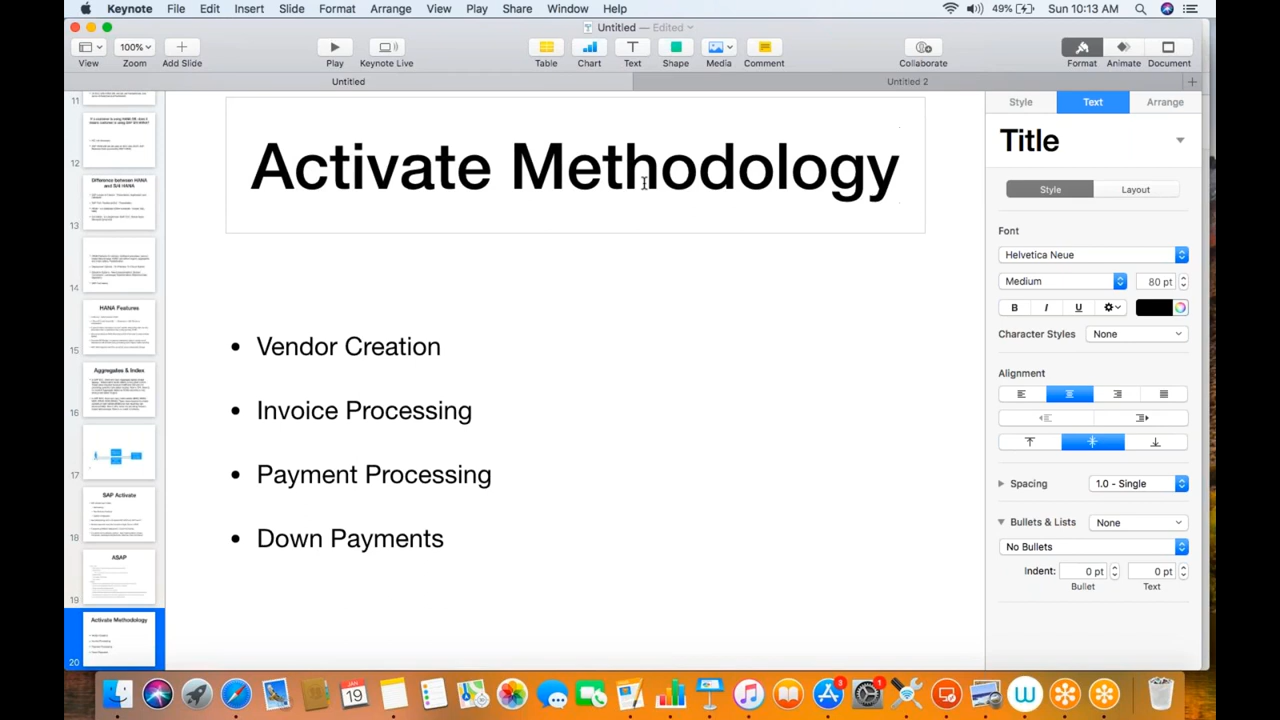 Keynote File Edit Insert Slide Format Arrange View Play Share Window Help 49% Sun 10:13 AM
Untitled — Edited
100%
View Zoom Add Slide Play Keynote Live Table Chart Text Shape Media Comment Collaborate Format Animate Document
Untitled Untitled 2
11
12
Difference between HANA and S/4 HANA
13
14
HANA Features
15
Aggregates & Index
16
17
SAP Activate
18
ASAP
19
Activate Methodology
20
Activate Methodology
• Vendor Creation
• Invoice Processing
• Payment Processing
• Down Payments
Style Text Arrange
Title
Style Layout
Font
Helvetica Neue
Medium 80 pt
B I U
Character Styles None
Alignment
Spacing 1.0 - Single
Bullets & Lists None
No Bullets
Indent: 0 pt 0 pt
Bullet Text
JAN
19
3
1
W